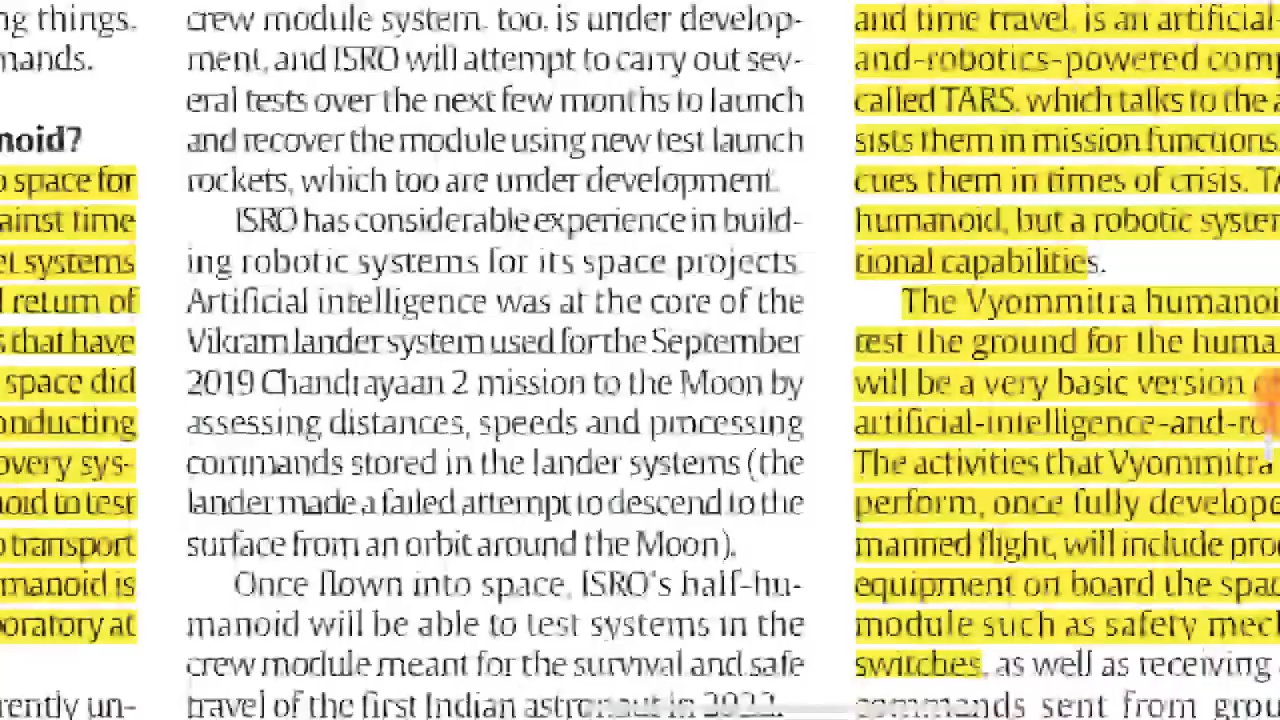 ng things.
mands.
noid?
o space for
ainst time
et systems
d return of
s that have
space did
onducting
overy sys-
noid to test
o transport
manoid is
boratory at
rently un-
crew module system, too, is under develop-
ment, and ISRO will attempt to carry out sev-
eral tests over the next few months to launch
and recover the module using new test launch
rockets, which too are under development.
ISRO has considerable experience in build-
ing robotic systems for its space projects.
Artificial intelligence was at the core of the
Vikram lander system used for the September
2019 Chandrayaan 2 mission to the Moon by
assessing distances, speeds and processing
commands stored in the lander systems (the
lander made a failed attempt to descend to the
surface from an orbit around the Moon).
Once flown into space, ISRO's half-hu-
manoid will be able to test systems in the
crew module meant for the survival and safe
travel of the first Indian astronaut in 2022.
and time travel, is an artificial-
and-robotics-powered comp
called TARS, which talks to the a
sists them in mission functions,
cues them in times of crisis. TA
humanoid, but a robotic system
tional capabilities.
The Vyommitra humanoid
test the ground for the huma
will be a very basic version
artificial-intelligence-and-ro
The activities that Vyommitra
perform, once fully develope
manned flight, will include pro
equipment on board the spac
module such as safety mech
switches, as well as receiving
commands sent from grou